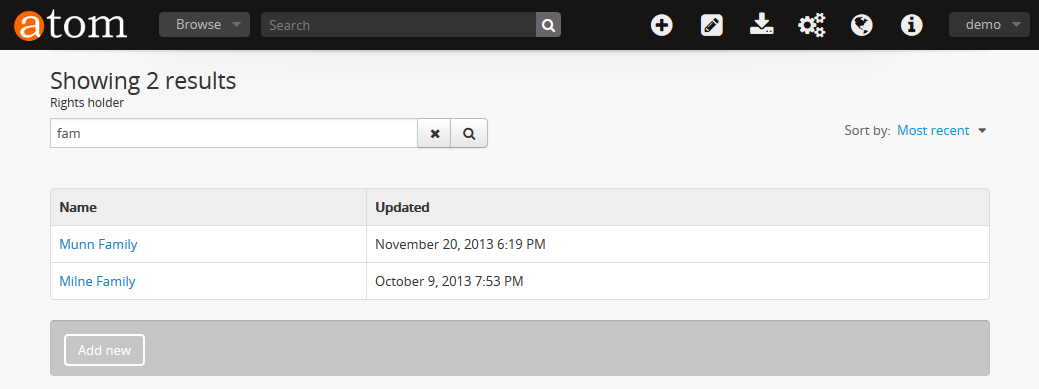 atom Browse Search demo
Showing 2 results
Rights holder
fam
Sort by: Most recent
Name Updated
Munn Family November 20, 2013 6:19 PM
Milne Family October 9, 2013 7:53 PM
Add new